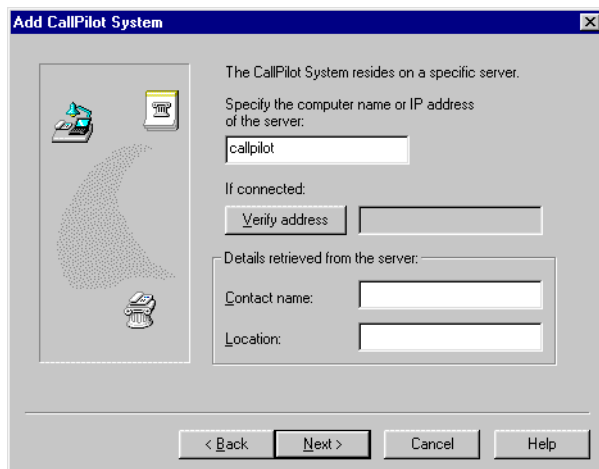 Add CallPilot System
The CallPilot System resides on a specific server.
Specify the computer name or IP address
of the server:
callpilot
If connected:
Verify address
Details retrieved from the server:
Contact name:
Location:
< Back
Next >
Cancel
Help